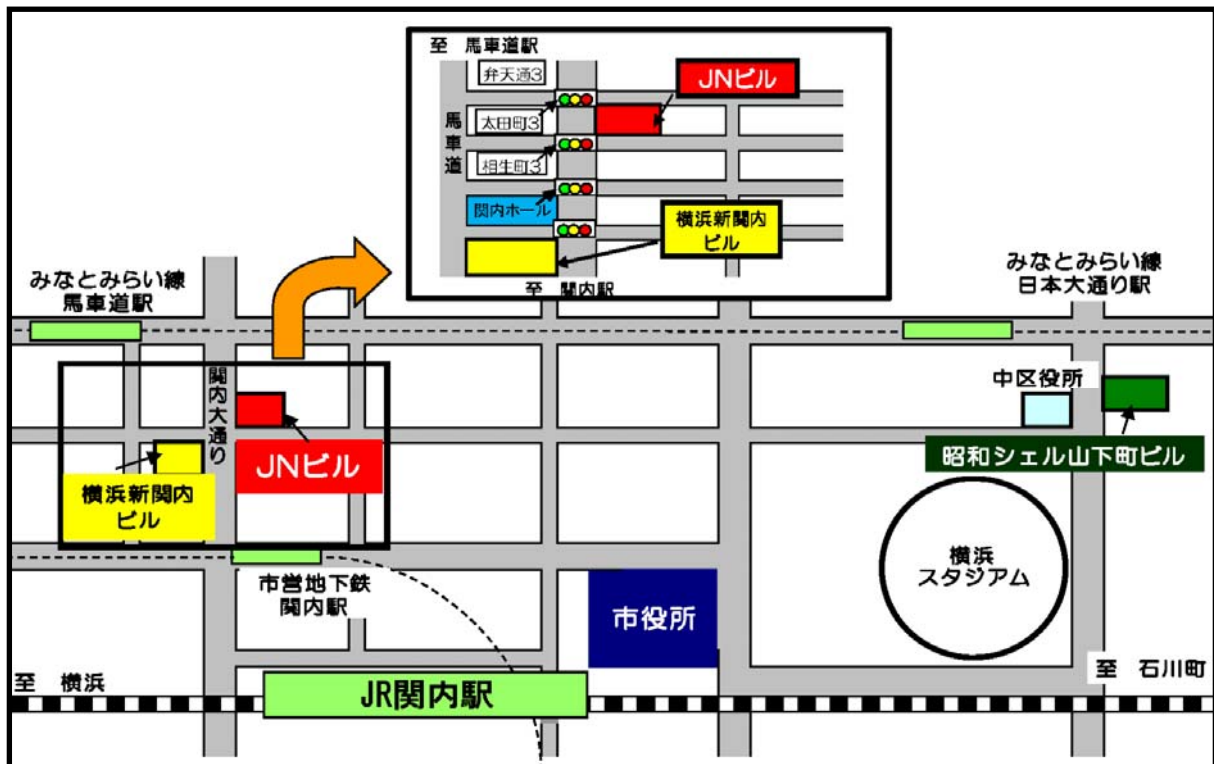 至 馬車道駅
弁天通3
JNビル
馬車道
太田町3
相生町3
関内ホール
横浜新関内
ビル
至 関内駅
みなとみらい線
馬車道駅
みなとみらい線
日本大通り駅
関内大通り
中区役所
JNビル
昭和シェル山下町ビル
横浜新関内
ビル
横浜
スタジアム
市営地下鉄
関内駅
市役所
至 横浜
JR関内駅
至 石川町